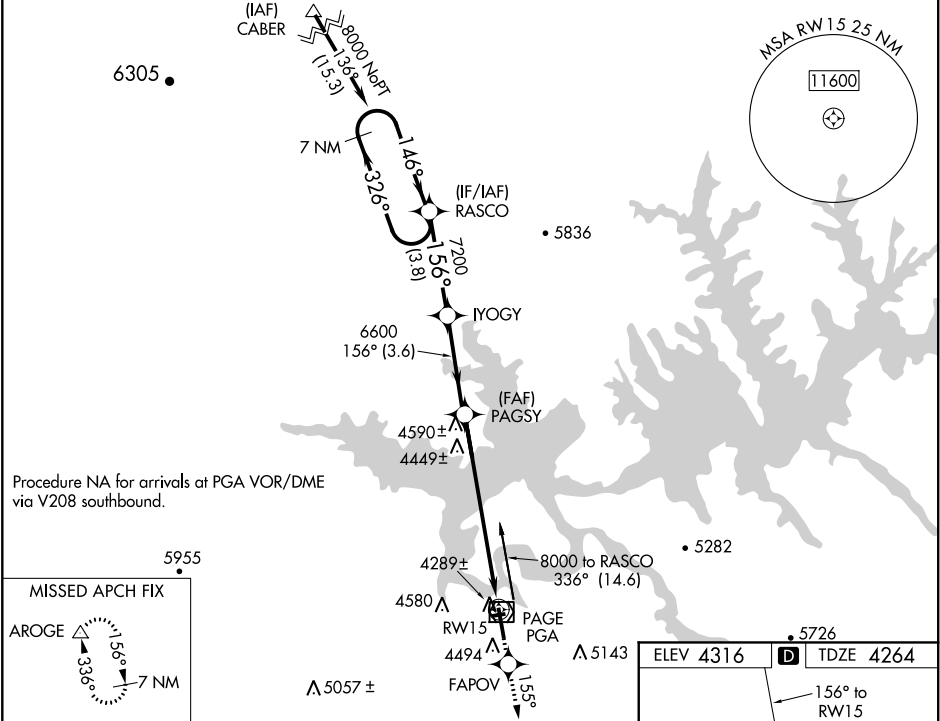 (IAF)
CABER
8000 NoPT
136°
(15.3)
6305
MSA RW15 25 NM
11600
7 NM
146°
326°
(IF/IAF)
RASCO
5836
7200
156°
(3.8)
IYOGY
6600
156° (3.6)
(FAF)
PAGSY
4590±
4449±
Procedure NA for arrivals at PGA VOR/DME
via V208 southbound.
5955
5282
4289±
8000 to RASCO
336° (14.6)
MISSED APCH FIX
AROGE
156°
336°
7 NM
4580
RW15
PAGE
PGA
4494
5143
5726
FAPOV
155°
5057 ±
ELEV 4316
D
TDZE 4264
156° to
RW15